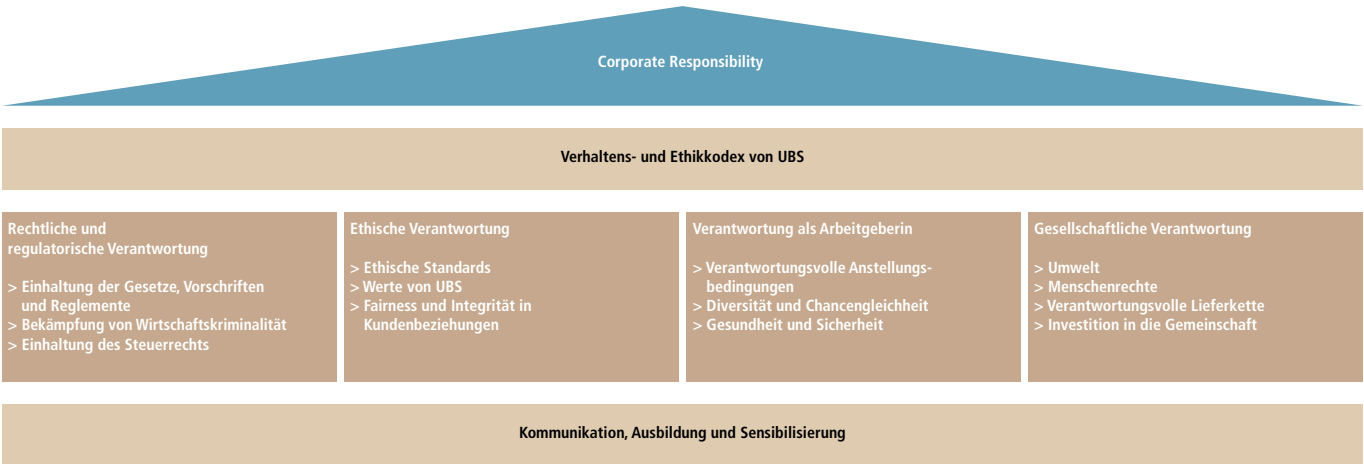 Corporate Responsibility
Verhaltens- und Ethikkodex von UBS
Rechtliche und
regulatorische Verantwortung
> Einhaltung der Gesetze, Vorschriften
und Reglemente
> Bekämpfung von Wirtschaftskriminalität
> Einhaltung des Steuerrechts
Ethische Verantwortung
> Ethische Standards
> Werte von UBS
> Fairness und Integrität in
Kundenbeziehungen
Verantwortung als Arbeitgeberin
> Verantwortungsvolle Anstellungs-
bedingungen
> Diversität und Chancengleichheit
> Gesundheit und Sicherheit
Gesellschaftliche Verantwortung
> Umwelt
> Menschenrechte
> Verantwortungsvolle Lieferkette
> Investition in die Gemeinschaft
Kommunikation, Ausbildung und Sensibilisierung